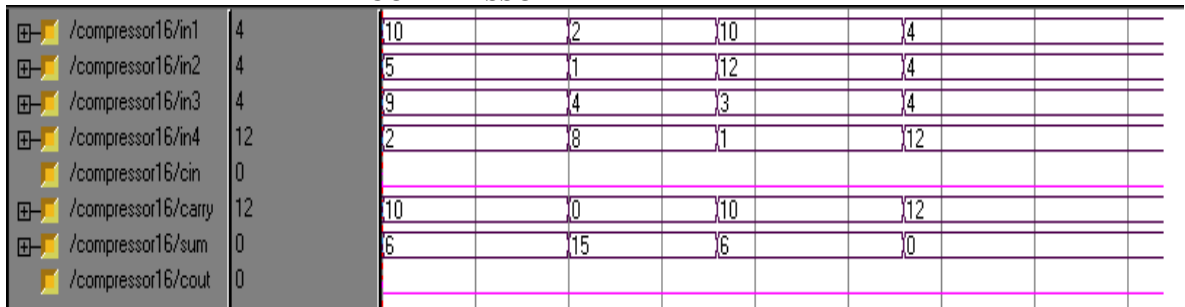 /compressor16/in1 4 10 2 10 4
/compressor16/in2 4 5 1 12 4
/compressor16/in3 4 9 4 3 4
/compressor16/in4 12 2 8 1 12
/compressor16/cin 0
/compressor16/carry 12 10 0 10 12
/compressor16/sum 0 6 15 6 0
/compressor16/cout 0